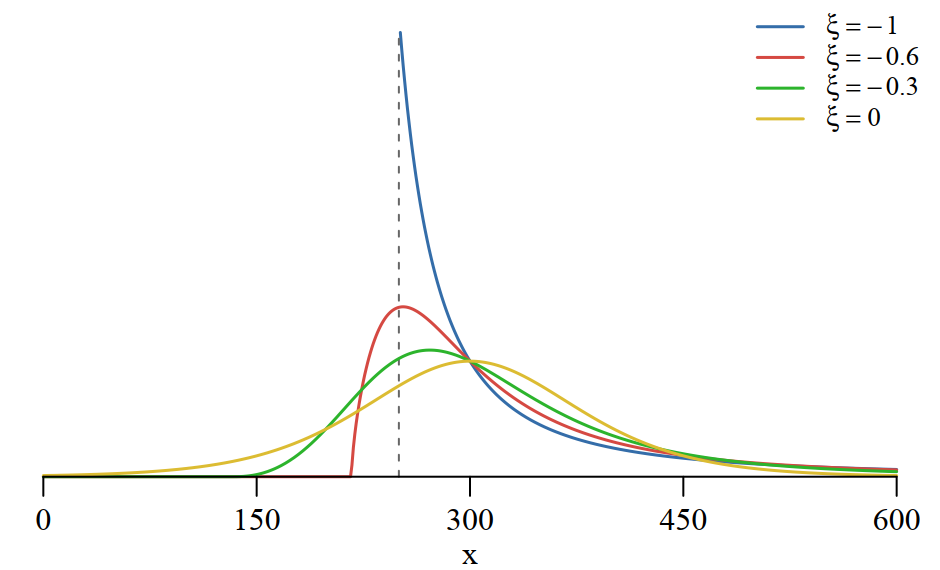 ξ = −1
ξ = −0.6
ξ = −0.3
ξ = 0
0 150 300 450 600
x